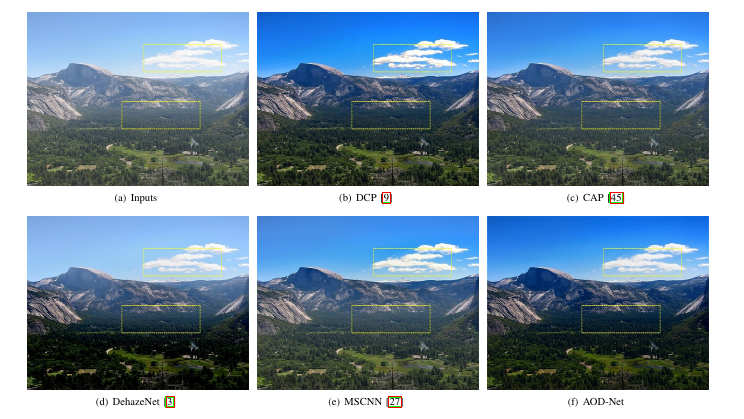 (a) Inputs
(b) DCP [9]
(c) CAP [45]
(d) DehazeNet [3]
(e) MSCNN [27]
(f) AOD-Net